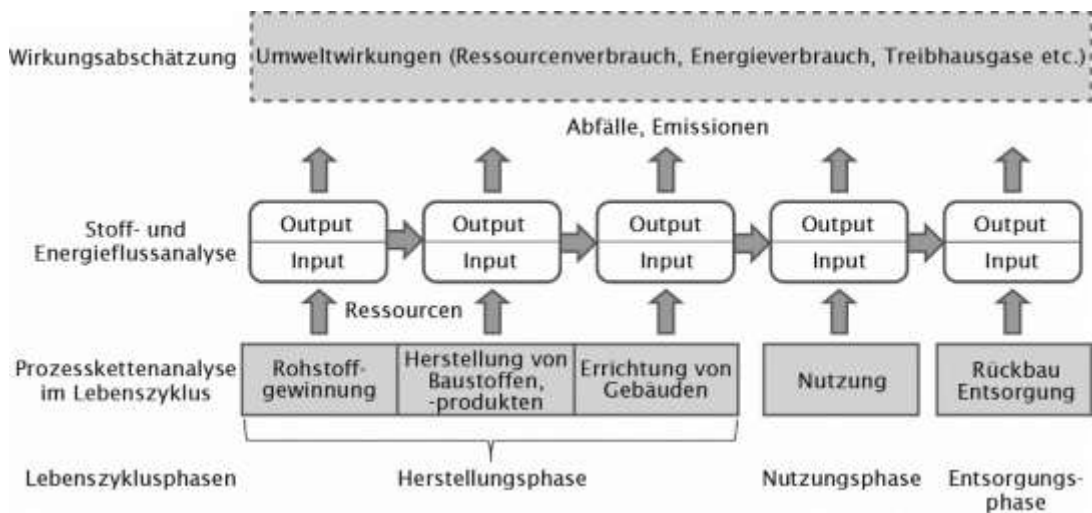 Wirkungsabschätzung
Umweltwirkungen (Ressourcenverbrauch, Energieverbrauch, Treibhausgase etc.)
Abfälle, Emissionen
Stoff- und
Energieflussanalyse
Output
Input
Output
Input
Output
Input
Output
Input
Output
Input
Ressourcen
Prozesskettenanalyse
im Lebenszyklus
Rohstoff-
gewinnung
Herstellung von
Baustoffen,
-produkten
Errichtung von
Gebäuden
Nutzung
Rückbau
Entsorgung
Lebenszyklusphasen
Herstellungsphase
Nutzungsphase
Entsorgungs-
phase